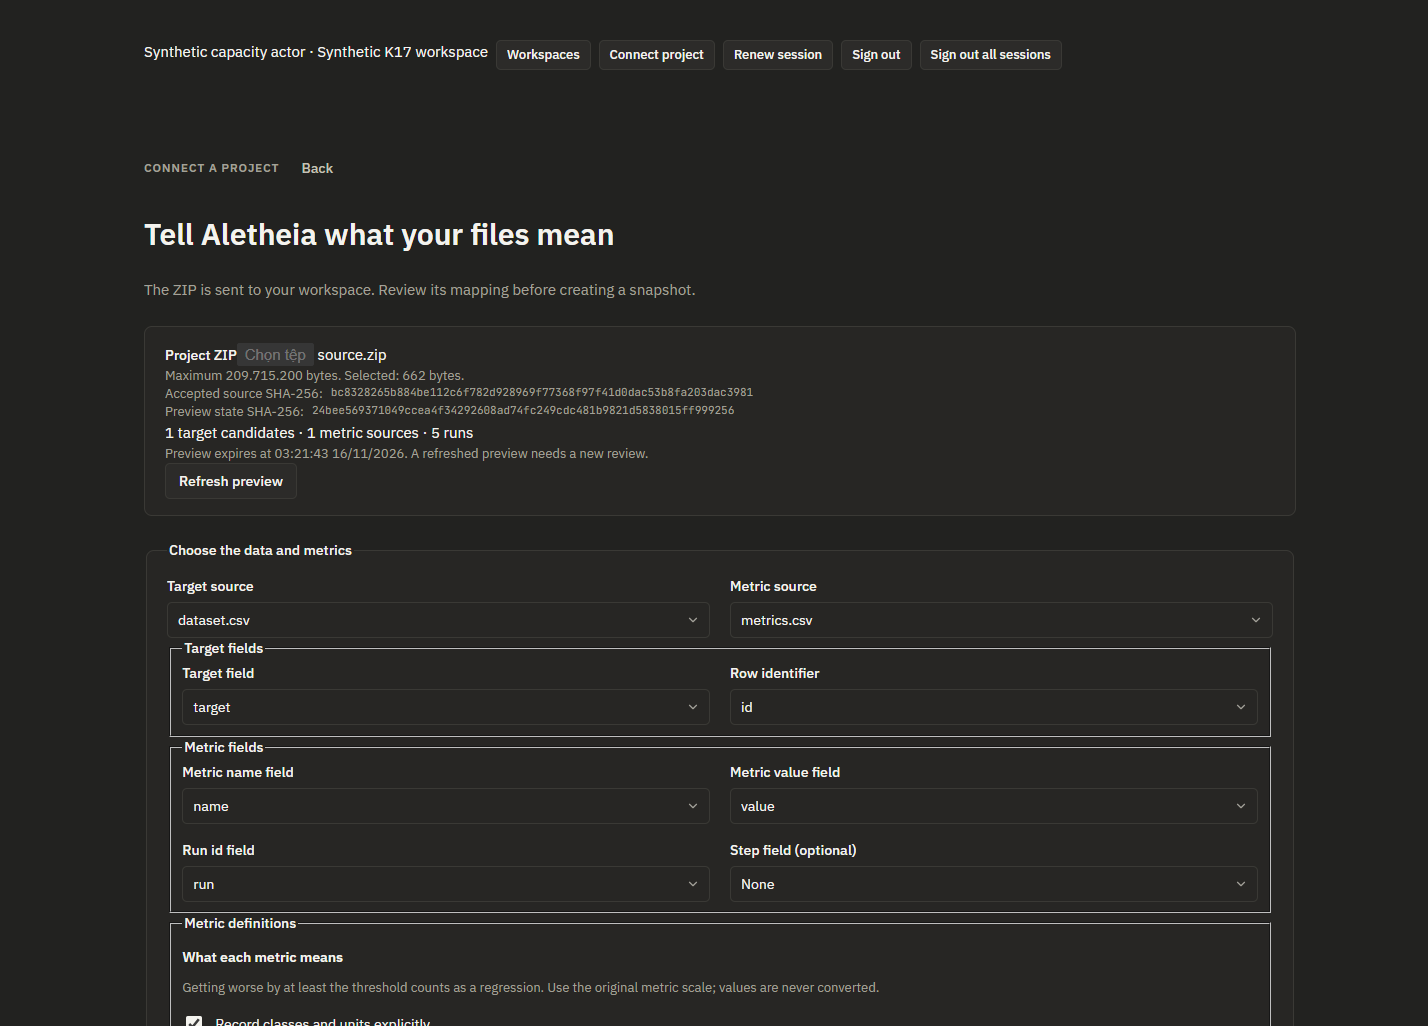 Synthetic capacity actor · Synthetic K17 workspace Workspaces Connect project Renew session Sign out Sign out all sessions
CONNECT A PROJECT Back
Tell Aletheia what your files mean
The ZIP is sent to your workspace. Review its mapping before creating a snapshot.
Project ZIP Chọn tệp source.zip
Maximum 209.715.200 bytes. Selected: 662 bytes.
Accepted source SHA-256: bc8328265b884be112c6f782d928969f77368f97f41d0dac53b8fa203dac3981
Preview state SHA-256: 24bee569371049ccea4f34292608ad74fc249cdc481b9821d5838015ff999256
1 target candidates · 1 metric sources · 5 runs
Preview expires at 03:21:43 16/11/2026. A refreshed preview needs a new review.
Refresh preview
Choose the data and metrics
Target source Metric source
dataset.csv metrics.csv
Target fields
Target field Row identifier
target id
Metric fields
Metric name field Metric value field
name value
Run id field Step field (optional)
run None
Metric definitions
What each metric means
Getting worse by at least the threshold counts as a regression. Use the original metric scale; values are never converted.
Record classes and units explicitly